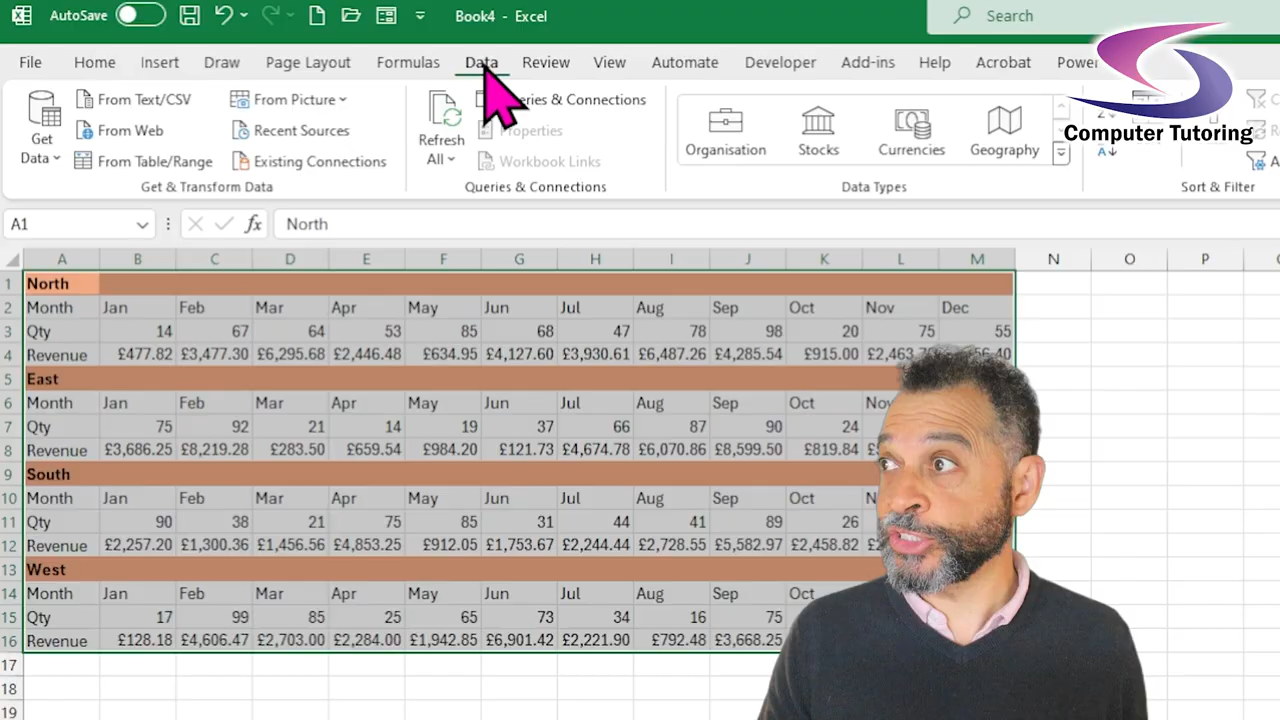 AutoSave Book4 - Excel Search
File Home Insert Draw Page Layout Formulas Data Review View Automate Developer Add-ins Help Acrobat Power
From Text/CSV From Picture & Connections
Get Data From Web Recent Sources Refresh All Properties Organisation Stocks Currencies Geography
From Table/Range Existing Connections Workbook Links
Get & Transform Data Queries & Connections Data Types Sort & Filter
Computer Tutoring
A1 fx North
A B C D E F G H I J K L M N O P
1 North
2 Month Jan Feb Mar Apr May Jun Jul Aug Sep Oct Nov Dec
3 Qty 14 67 64 53 85 68 47 78 98 20 75 55
4 Revenue £477.82 £3,477.30 £6,295.68 £2,446.48 £634.95 £4,127.60 £3,930.61 £6,487.26 £4,285.54 £915.00
5 East
6 Month Jan Feb Mar Apr May Jun Jul Aug Sep Oct
7 Qty 75 92 21 14 19 37 66 87 90 24
8 Revenue £3,686.25 £8,219.28 £283.50 £659.54 £984.20 £121.73 £4,674.78 £6,070.86 £8,599.50 £819.84
9 South
10 Month Jan Feb Mar Apr May Jun Jul Aug Sep Oct
11 Qty 90 38 21 75 85 31 44 41 89 26
12 Revenue £2,257.20 £1,300.36 £1,456.56 £4,853.25 £912.05 £1,753.67 £2,244.44 £2,728.55 £5,582.97 £2,458.82
13 West
14 Month Jan Feb Mar Apr May Jun Jul Aug Sep Oct
15 Qty 17 99 85 25 65 73 34 16 75
16 Revenue £128.18 £4,606.47 £2,703.00 £2,284.00 £1,942.85 £6,901.42 £2,221.90 £792.48 £3,668.25
17
18
19